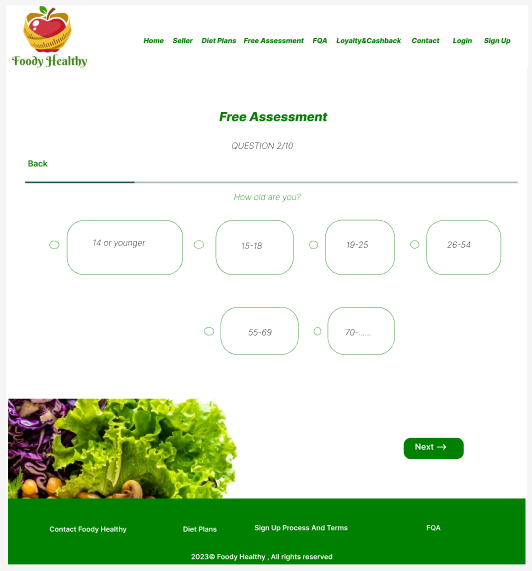 Foody Healthy
Home Seller Diet Plans Free Assessment FQA Loyalty&Cashback Contact Login Sign Up
Free Assessment
QUESTION 2/10
Back
How old are you?
14 or younger 15-18 19-25 26-54
55-69 70-......
Next →
Contact Foody Healthy Diet Plans Sign Up Process And Terms FQA
2023© Foody Healthy , All rights reserved